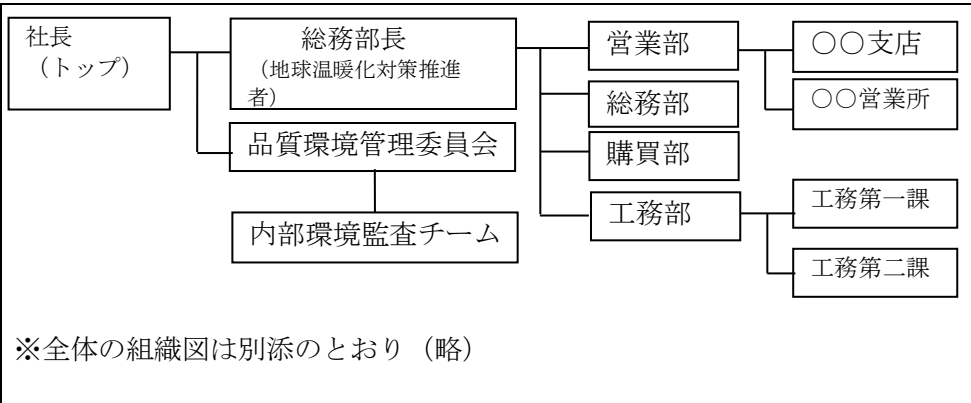 社長
（トップ）
総務部長
（地球温暖化対策推進
者）
品質環境管理委員会
内部環境監査チーム
営業部
総務部
購買部
工務部
〇〇支店
〇〇営業所
工務第一課
工務第二課
※全体の組織図は別添のとおり（略）